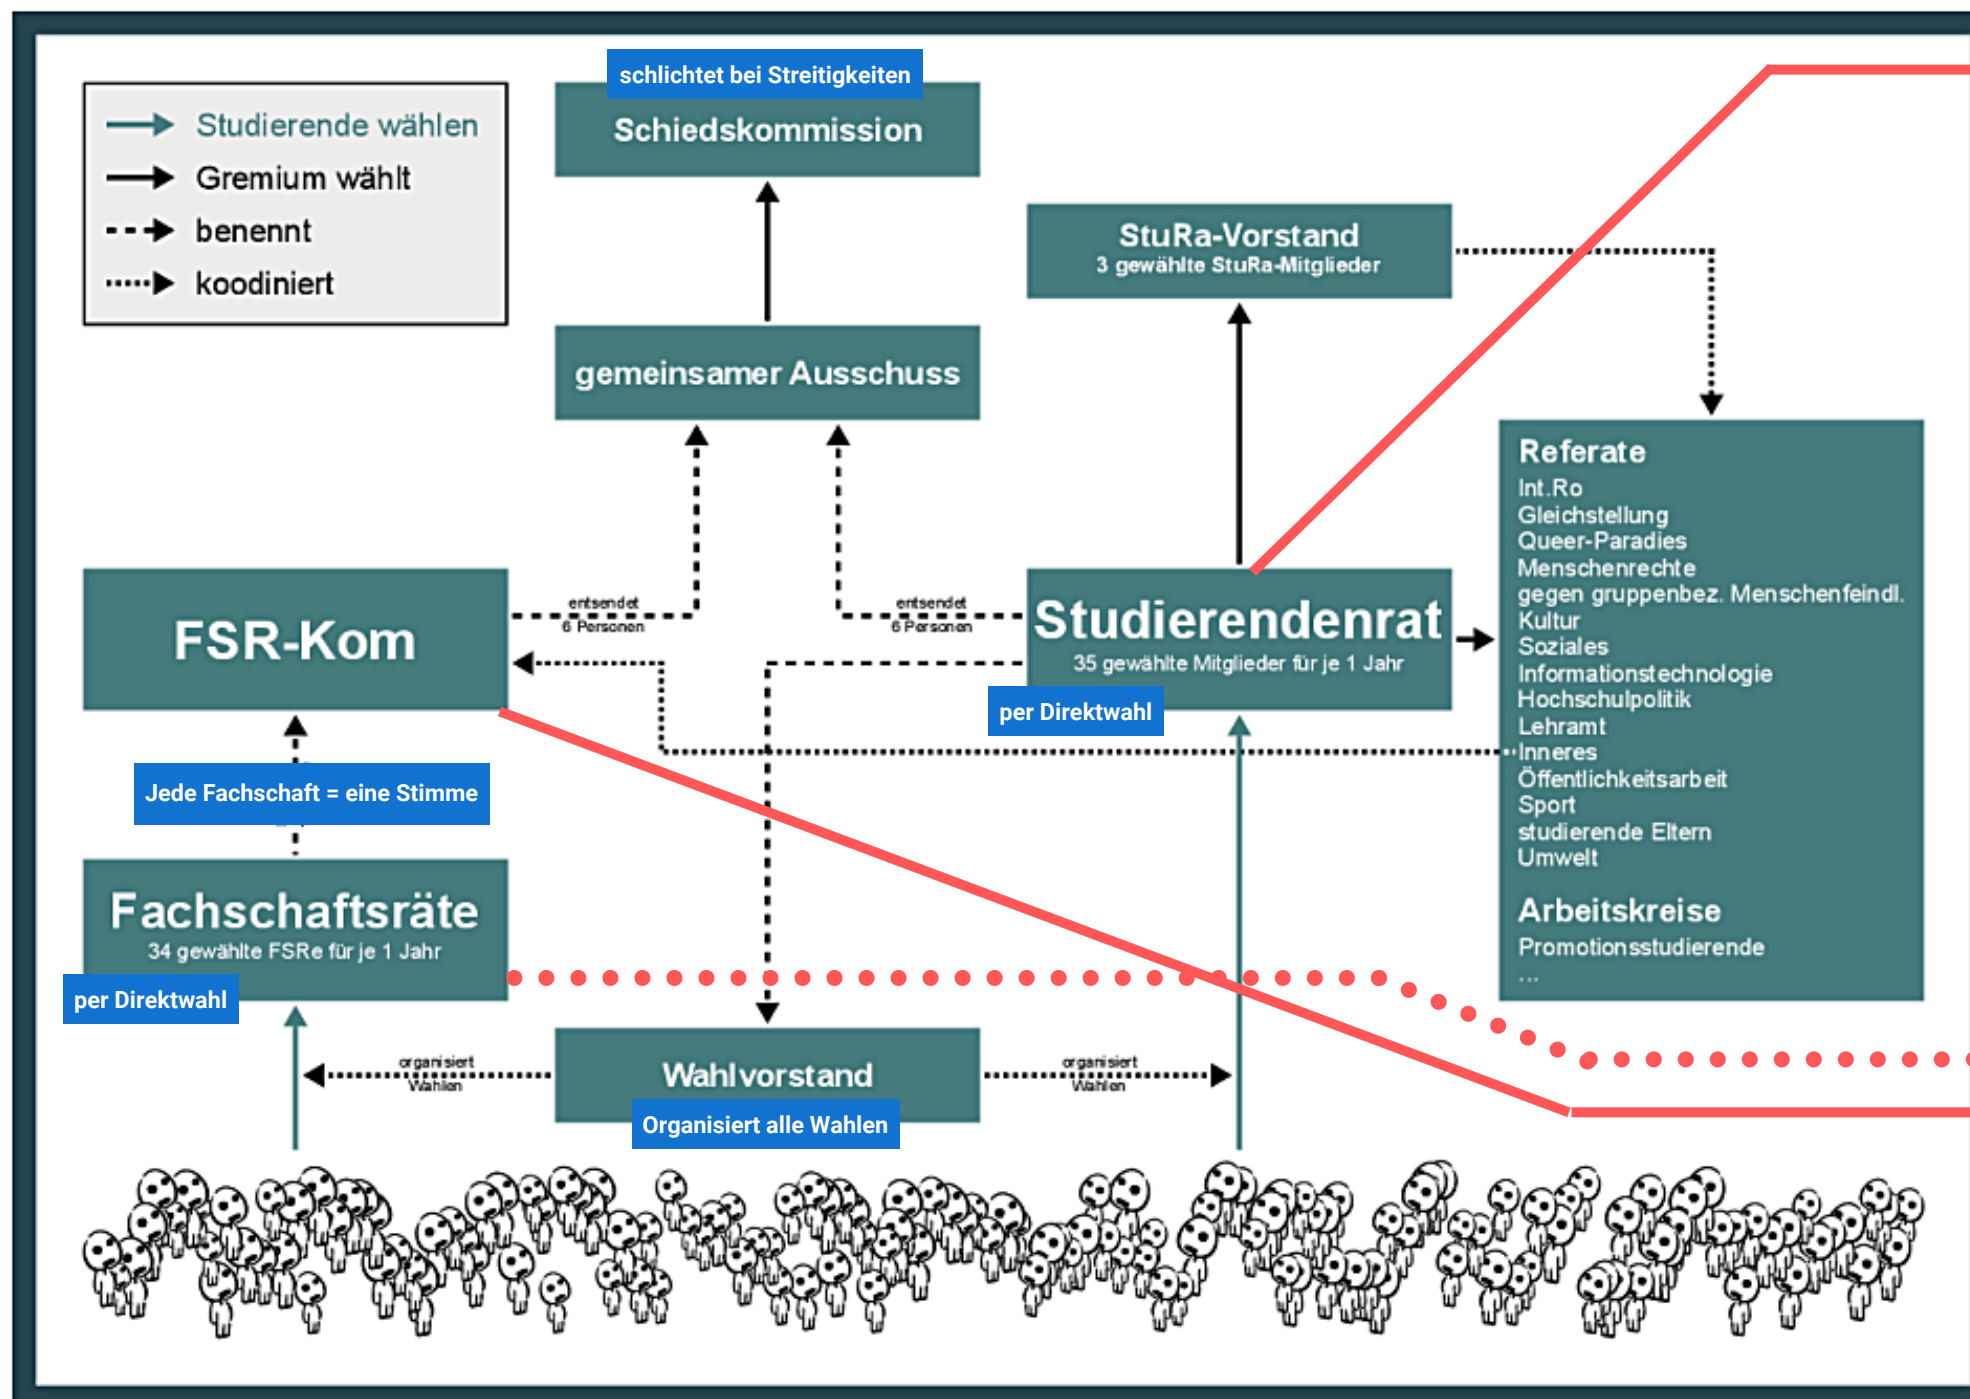 schlichtet bei Streitigkeiten
Schiedskommission
Studierende wählen
Gremium wählt
benennt
koodiniert
StuRa-Vorstand
3 gewählte StuRa-Mitglieder
gemeinsamer Ausschuss
Referate
Int.Ro
Gleichstellung
Queer-Paradies
Menschenrechte
gegen gruppenbez. Menschenfeindl.
Kultur
Soziales
Informationstechnologie
Hochschulpolitik
Lehramt
Inneres
Öffentlichkeitsarbeit
Sport
studierende Eltern
Umwelt
Arbeitskreise
Promotionsstudierende
...
FSR-Kom
entsendet
6 Personen
entsendet
6 Personen
Studierendenrat
35 gewählte Mitglieder für je 1 Jahr
per Direktwahl
Jede Fachschaft = eine Stimme
Fachschaftsräte
34 gewählte FSRe für je 1 Jahr
per Direktwahl
organisiert
Wahlen
Wahlvorstand
Organisiert alle Wahlen
organisiert
Wahlen